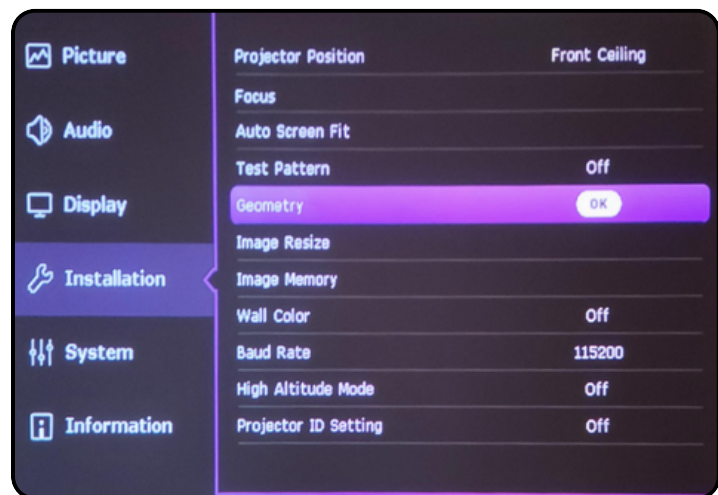 Picture
Audio
Display
Installation
System
Information
Projector Position Front Ceiling
Focus
Auto Screen Fit
Test Pattern Off
Geometry OK
Image Resize
Image Memory
Wall Color Off
Baud Rate 115200
High Altitude Mode Off
Projector ID Setting Off